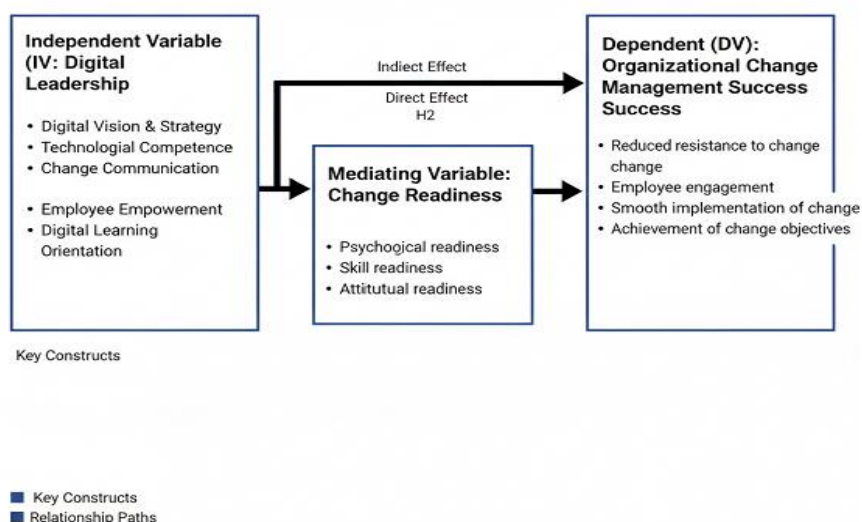 Independent Variable
(IV: Digital
Leadership
• Digital Vision & Strategy
• Technologial Competence
• Change Communication
• Employee Empowerment
• Digital Learning
Orientation
Indiect Effect
Direct Effect
H2
Mediating Variable:
Change Readiness
• Psychogical readiness
• Skill readiness
• Attitutual readiness
Dependent (DV):
Organizational Change
Management Success
Success
• Reduced resistance to change
change
• Employee engagement
• Smooth implementation of change
• Achievement of change objectives
Key Constructs
Key Constructs
Relationship Paths